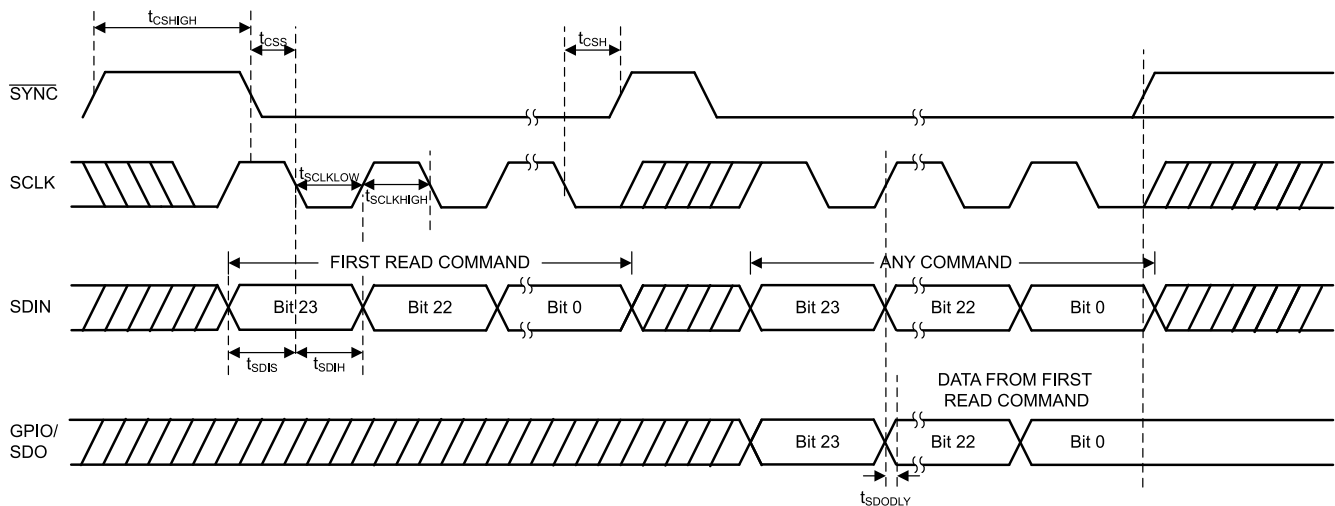 tCSHIGH
tCSS
tCSH
SYNC
SCLK
tSCLKLOW
tSCLKHIGH
FIRST READ COMMAND
ANY COMMAND
SDIN
Bit 23
Bit 22
Bit 0
Bit 23
Bit 22
Bit 0
tSDIS
tSDIH
DATA FROM FIRST
READ COMMAND
GPIO/
SDO
Bit 23
Bit 22
Bit 0
tSDODLY